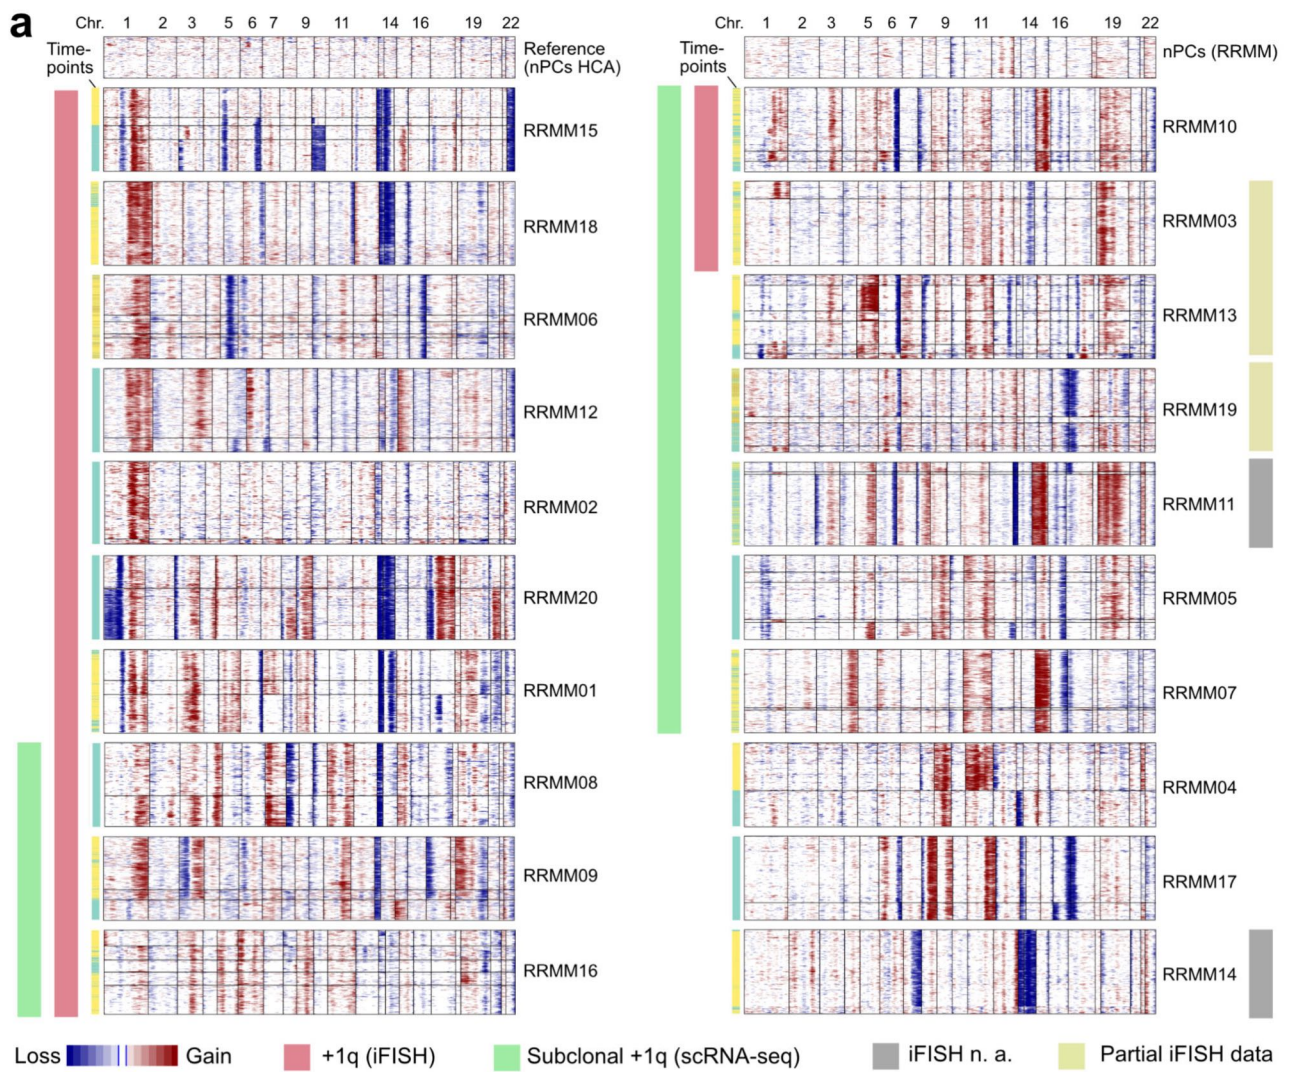 a
Chr. 1 2 3 5 6 7 9 11 14 16 19 22
Time-
points
Reference
(nPCs HCA)
RRMM15
RRMM18
RRMM06
RRMM12
RRMM02
RRMM20
RRMM01
RRMM08
RRMM09
RRMM16
Chr. 1 2 3 5 6 7 9 11 14 16 19 22
Time-
points
nPCs (RRMM)
RRMM10
RRMM03
RRMM13
RRMM19
RRMM11
RRMM05
RRMM07
RRMM04
RRMM17
RRMM14
Loss Gain +1q (iFISH) Subclonal +1q (scRNA-seq) iFISH n. a. Partial iFISH data